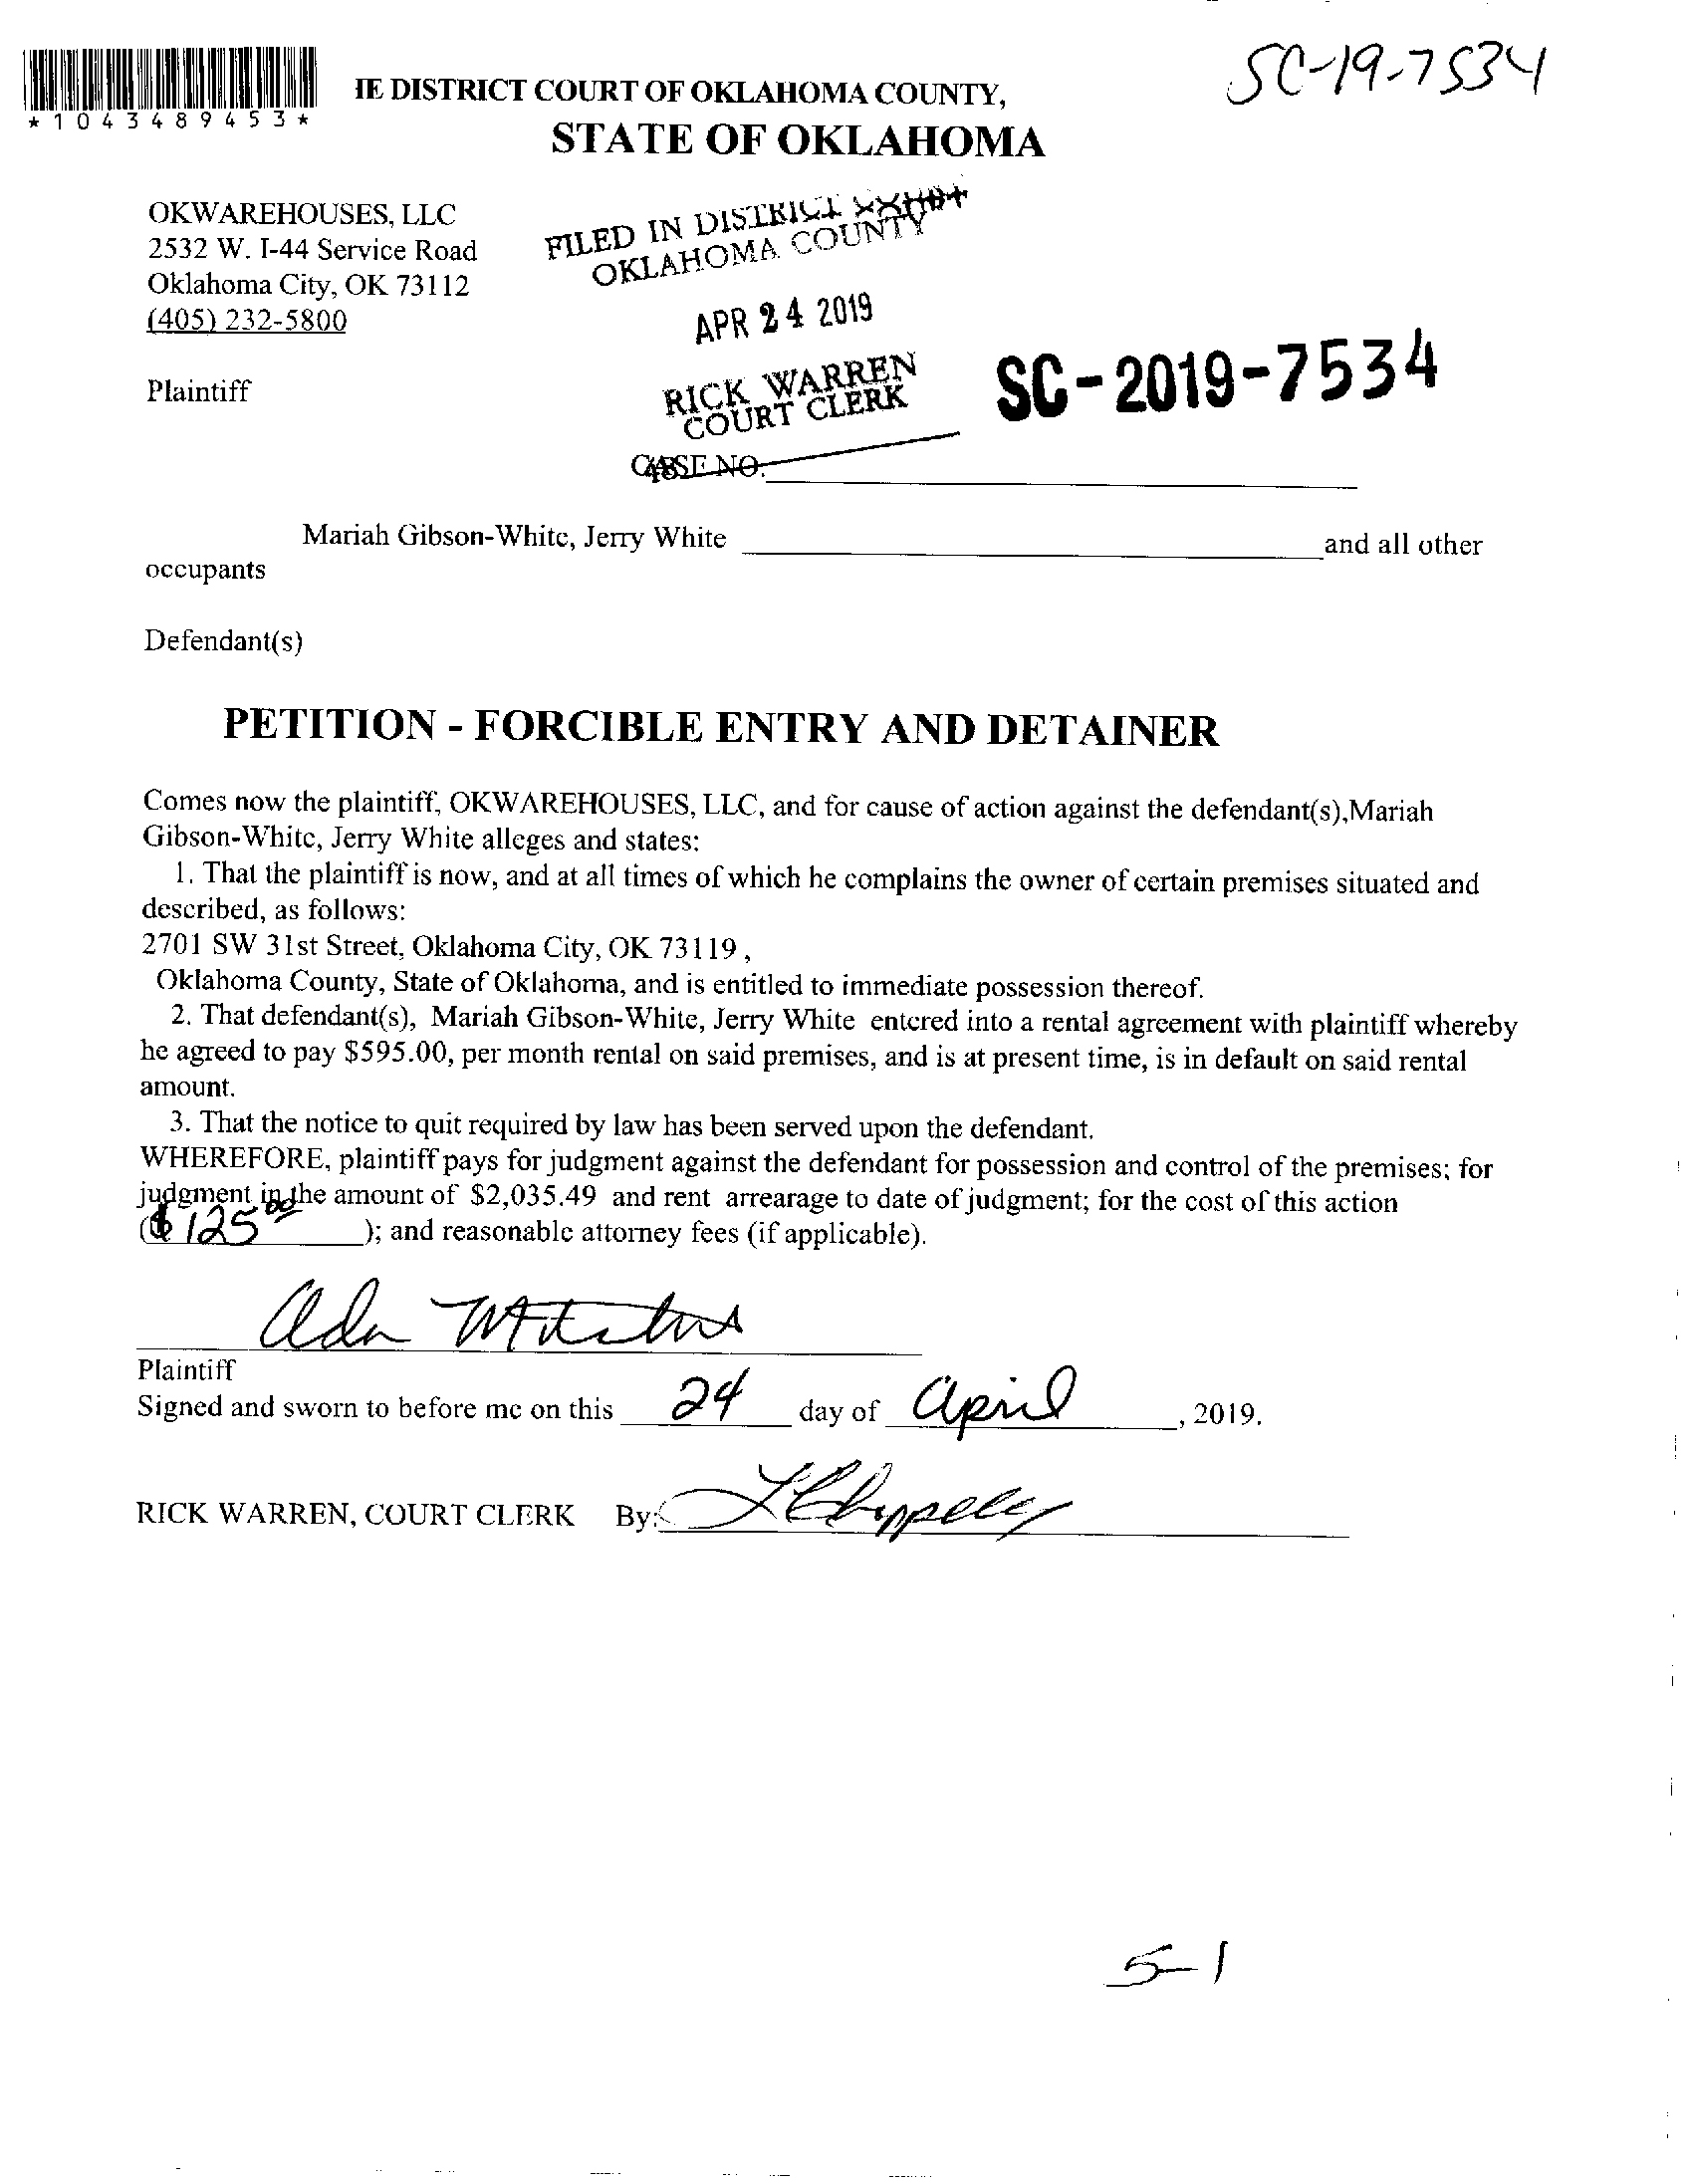 SC-19-7534
*1043489453*
IE DISTRICT COURT OF OKLAHOMA COUNTY,
STATE OF OKLAHOMA
OKWAREHOUSES, LLC
2532 W. I-44 Service Road
Oklahoma City, OK 73112
(405) 232-5800
Plaintiff
FILED IN DISTRICT
OKLAHOMA COUNTY
APR 24 2019
RICK WARREN
COURT CLERK
SC-2019-7534
48
CASE NO.
Mariah Gibson-White, Jerry White and all other
occupants
Defendant(s)
PETITION - FORCIBLE ENTRY AND DETAINER
Comes now the plaintiff, OKWAREHOUSES, LLC, and for cause of action against the defendant(s),Mariah
Gibson-White, Jerry White alleges and states:
1. That the plaintiff is now, and at all times of which he complains the owner of certain premises situated and
described, as follows:
2701 SW 31st Street, Oklahoma City, OK 73119 ,
Oklahoma County, State of Oklahoma, and is entitled to immediate possession thereof.
2. That defendant(s), Mariah Gibson-White, Jerry White entered into a rental agreement with plaintiff whereby
he agreed to pay $595.00, per month rental on said premises, and is at present time, is in default on said rental
amount.
3. That the notice to quit required by law has been served upon the defendant.
WHEREFORE, plaintiff pays for judgment against the defendant for possession and control of the premises; for
judgment in the amount of $2,035.49 and rent arrearage to date of judgment; for the cost of this action
($125 00); and reasonable attorney fees (if applicable).
Plaintiff
Signed and sworn to before me on this 24 day of April, 2019.
RICK WARREN, COURT CLERK By:
5-1